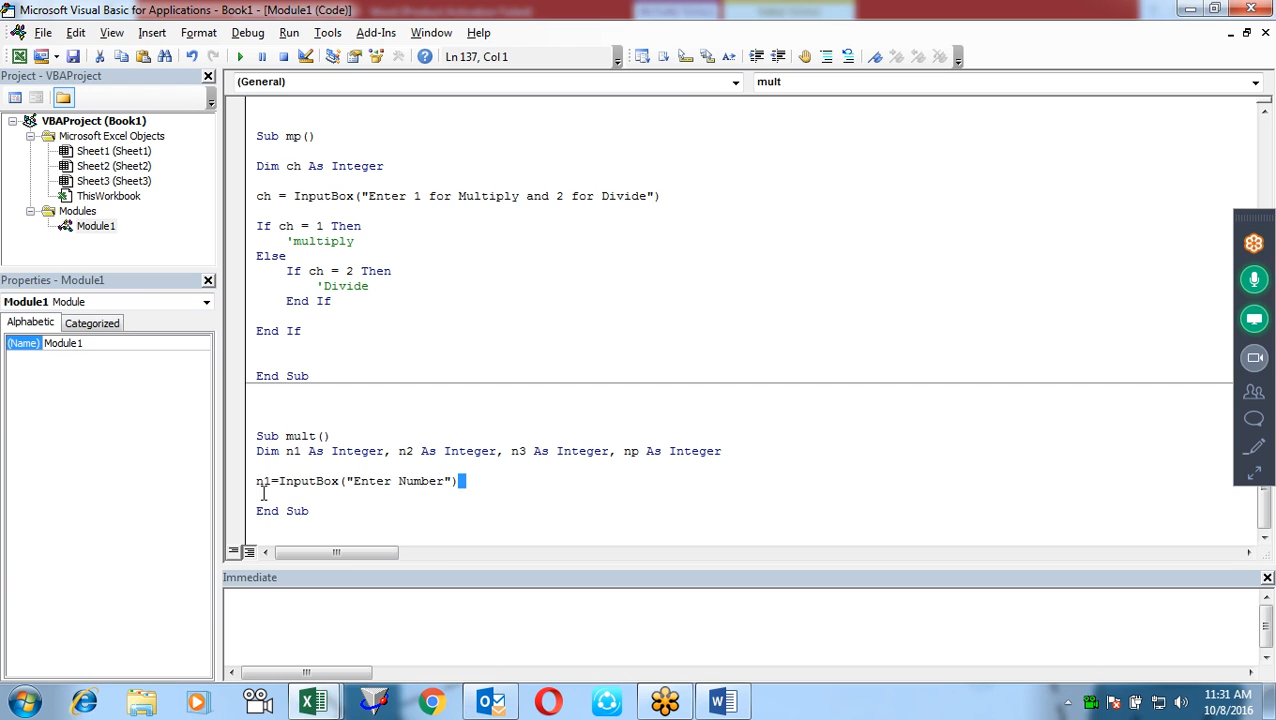 Microsoft Visual Basic for Applications - Book1 - [Module1 (Code)]
File Edit View Insert Format Debug Run Tools Add-Ins Window Help
Ln 137, Col 1
Project - VBAProject
(General)
mult
VBAProject (Book1)
Microsoft Excel Objects
Sheet1 (Sheet1)
Sheet2 (Sheet2)
Sheet3 (Sheet3)
ThisWorkbook
Modules
Module1
Properties - Module1
Module1 Module
Alphabetic Categorized
(Name) Module1
Sub mp()
Dim ch As Integer
ch = InputBox("Enter 1 for Multiply and 2 for Divide")
If ch = 1 Then
'multiply
Else
If ch = 2 Then
'Divide
End If
End If
End Sub
Sub mult()
Dim n1 As Integer, n2 As Integer, n3 As Integer, np As Integer
n1=InputBox("Enter Number")
End Sub
Immediate
11:31 AM
10/8/2016